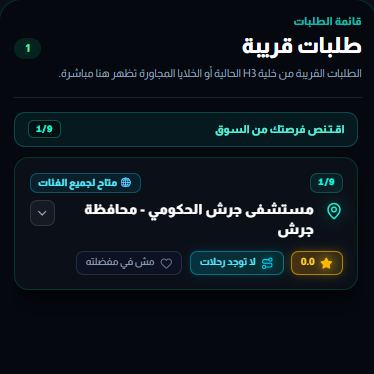 قائمة الطلبات
طلبات قريبة
1
الطلبات القريبة من خلية H3 الحالية أو الخلايا المجاورة تظهر هنا مباشرة.
اقتنص فرصتك من السوق
1/9
1/9
متاح لجميع الفئات
مستشفى جرش الحكومي - محافظة
جرش
0.0
لا توجد رحلات
مش في مفضلته